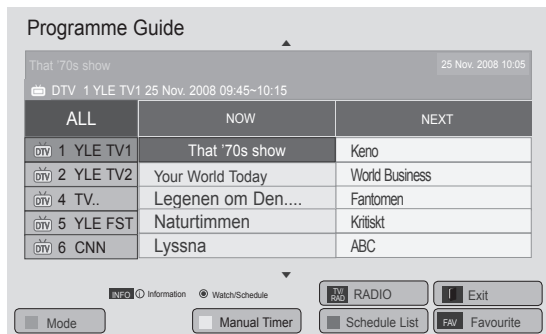 Programme Guide
That '70s show 25 Nov. 2008 10:05
DTV 1 YLE TV1 25 Nov. 2008 09:45~10:15
ALL NOW NEXT
DTV 1 YLE TV1 That '70s show Keno
DTV 2 YLE TV2 Your World Today World Business
DTV 4 TV.. Legenen om Den.... Fantomen
DTV 5 YLE FST Naturtimmen Kritiskt
DTV 6 CNN Lyssna ABC
INFO i Information Watch/Schedule TV/RAD RADIO Exit
Mode Manual Timer Schedule List FAV Favourite